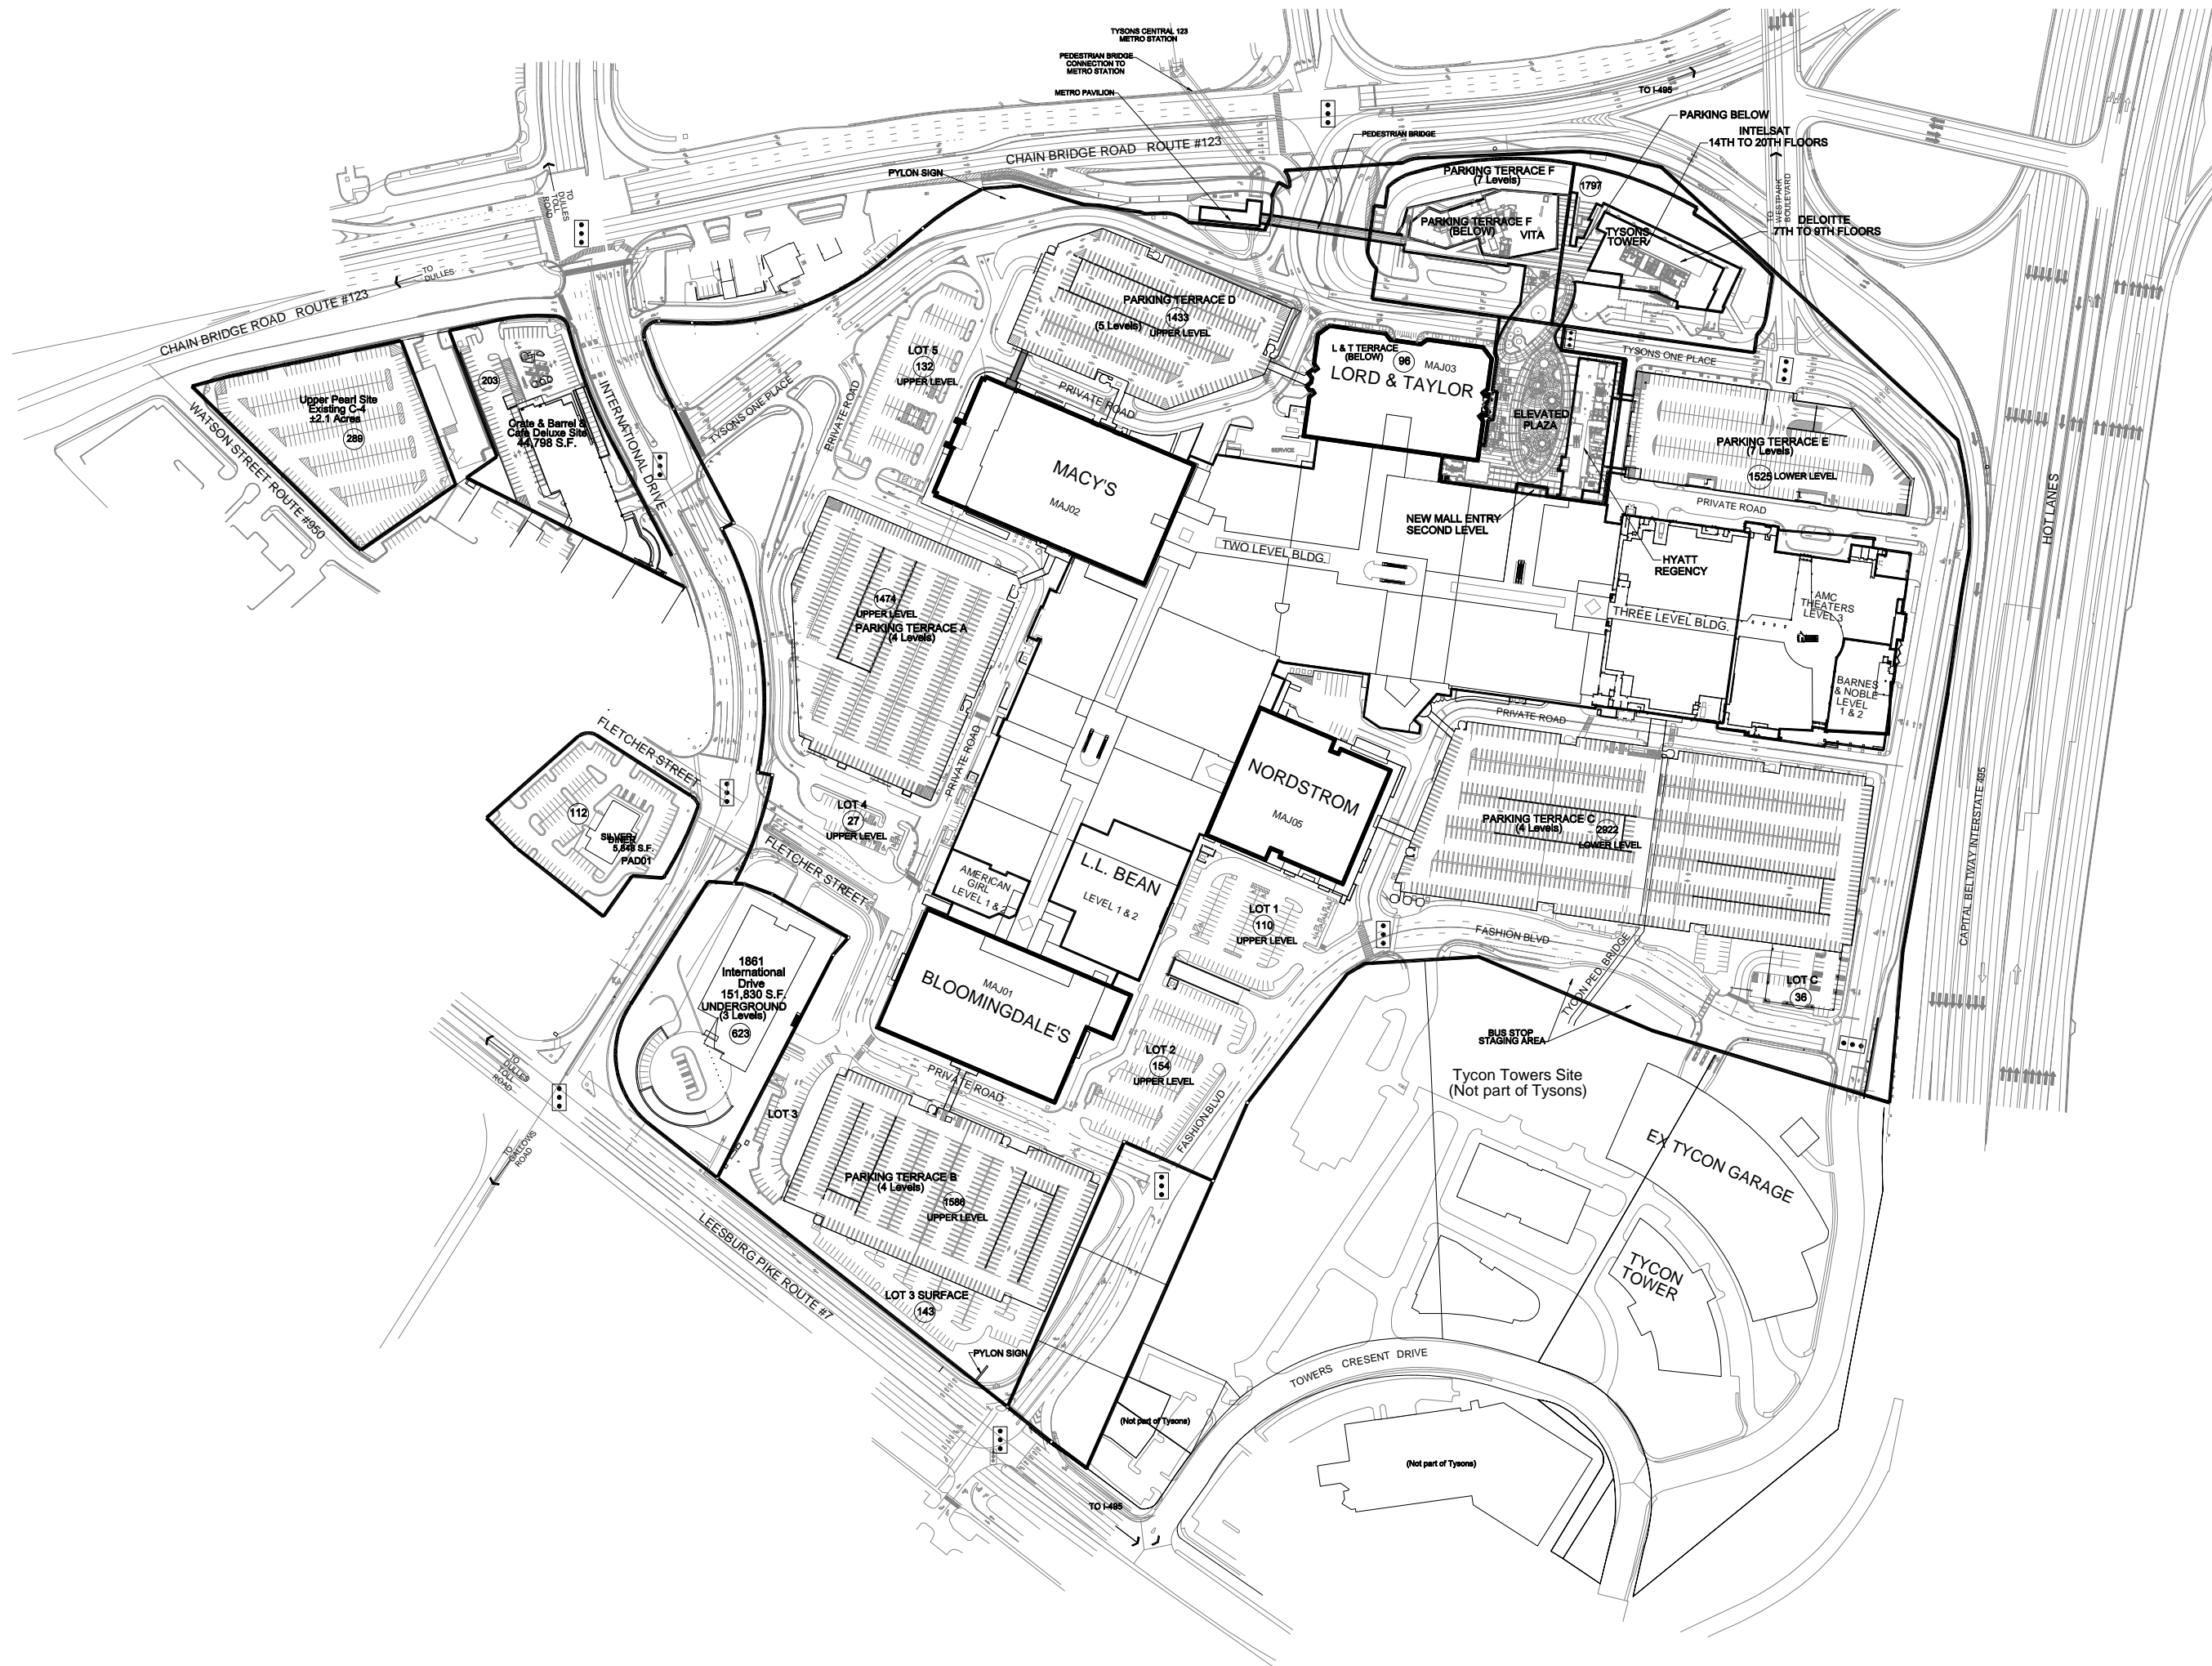 TYSONS CENTRAL 123
METRO STATION
PEDESTRIAN BRIDGE
CONNECTION TO
METRO STATION
METRO PAVILION
TO I-495
PARKING BELOW
INTELSAT
14TH TO 20TH FLOORS
PEDESTRIAN BRIDGE
CHAIN BRIDGE ROAD ROUTE #123
PYLON SIGN
PARKING TERRACE F
(7 Levels)
1797
TO
WESTPARK
BOULEVARD
TO
DULLES
TOLL
ROAD
PARKING TERRACE F
(BELOW)
VITA
TYSONS
TOWER
DELOITTE
7TH TO 9TH FLOORS
TO
DULLES
CHAIN BRIDGE ROAD ROUTE #123
PARKING TERRACE D
1433
(5 Levels)
UPPER LEVEL
LOT 5
132
UPPER LEVEL
L & T TERRACE
(BELOW)
96
MAJ03
LORD & TAYLOR
TYSONS ONE PLACE
203
INTERNATIONAL DRIVE
Upper Pearl Site
Existing C-4
±2.1 Acres
289
Crate & Barrel &
Cafe Deluxe Site
44,798 S.F.
WATSON STREET ROUTE #950
TYSONS ONE PLACE
PRIVATE ROAD
PRIVATE ROAD
ELEVATED
PLAZA
PARKING TERRACE E
(7 Levels)
1525 LOWER LEVEL
SERVICE
MACY'S
MAJ02
PRIVATE ROAD
HOT LANES
NEW MALL ENTRY
SECOND LEVEL
TWO LEVEL BLDG.
HYATT
REGENCY
AMC
THEATERS
LEVEL 3
THREE LEVEL BLDG.
1474
UPPER LEVEL
PARKING TERRACE A
(4 Levels)
BARNES
& NOBLE
LEVEL
1 & 2
PRIVATE ROAD
FLETCHER STREET
PRIVATE ROAD
NORDSTROM
MAJ05
LOT 4
27
UPPER LEVEL
112
SILVER
DINER
5,848 S.F.
PAD01
PARKING TERRACE C
(4 Levels)
2922
LOWER LEVEL
CAPITAL BELTWAY INTERSTATE 495
FLETCHER STREET
AMERICAN
GIRL
LEVEL 1 & 2
L.L. BEAN
LEVEL 1 & 2
LOT 1
110
UPPER LEVEL
FASHION BLVD
1861
International
Drive
151,830 S.F.
UNDERGROUND
(3 Levels)
623
MAJ01
BLOOMINGDALE'S
TYCON PED. BRIDGE
LOT C
36
BUS STOP
STAGING AREA
TO
DULLES
TOLL
ROAD
LOT 2
154
UPPER LEVEL
PRIVATE ROAD
Tycon Towers Site
(Not part of Tysons)
LOT 3
FASHION BLVD
TO
GALLOWS
ROAD
EX TYCON GARAGE
PARKING TERRACE B
(4 Levels)
1586
UPPER LEVEL
LEESBURG PIKE ROUTE #7
TYCON
TOWER
LOT 3 SURFACE
143
PYLON SIGN
TOWERS CRESENT DRIVE
(Not part of Tysons)
(Not part of Tysons)
TO I-495